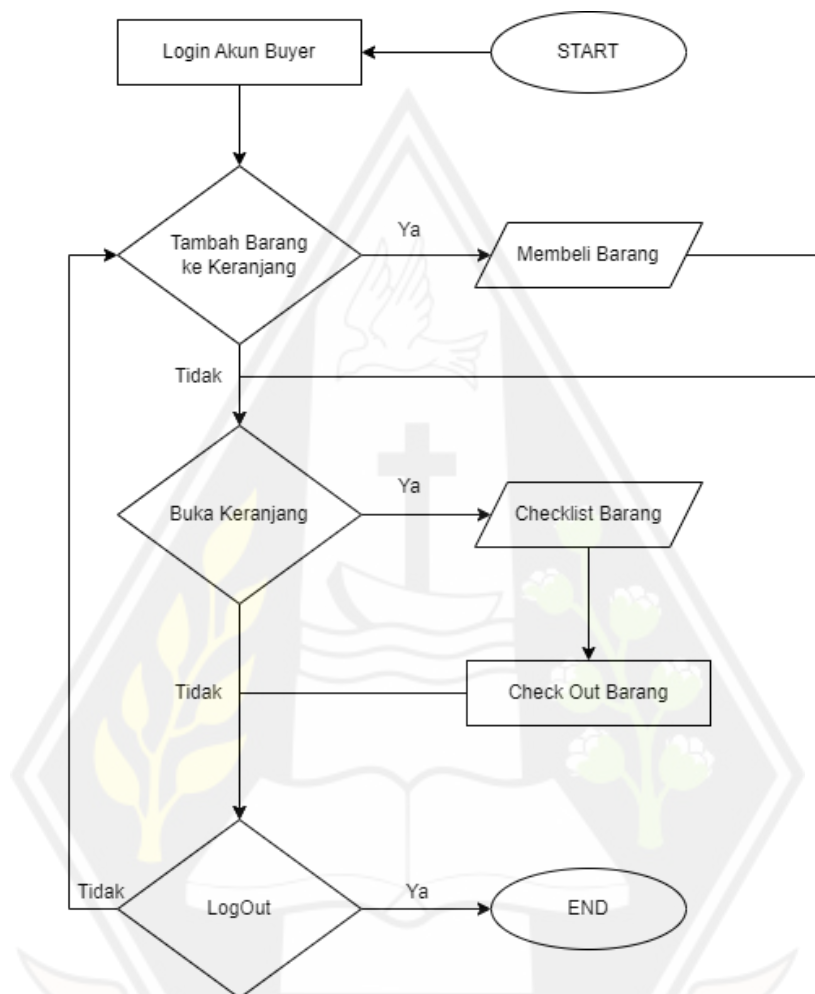 START
Login Akun Buyer
Tambah Barang
ke Keranjang
Ya
Membeli Barang
Tidak
Buka Keranjang
Ya
Checklist Barang
Check Out Barang
Tidak
LogOut
Tidak
Ya
END